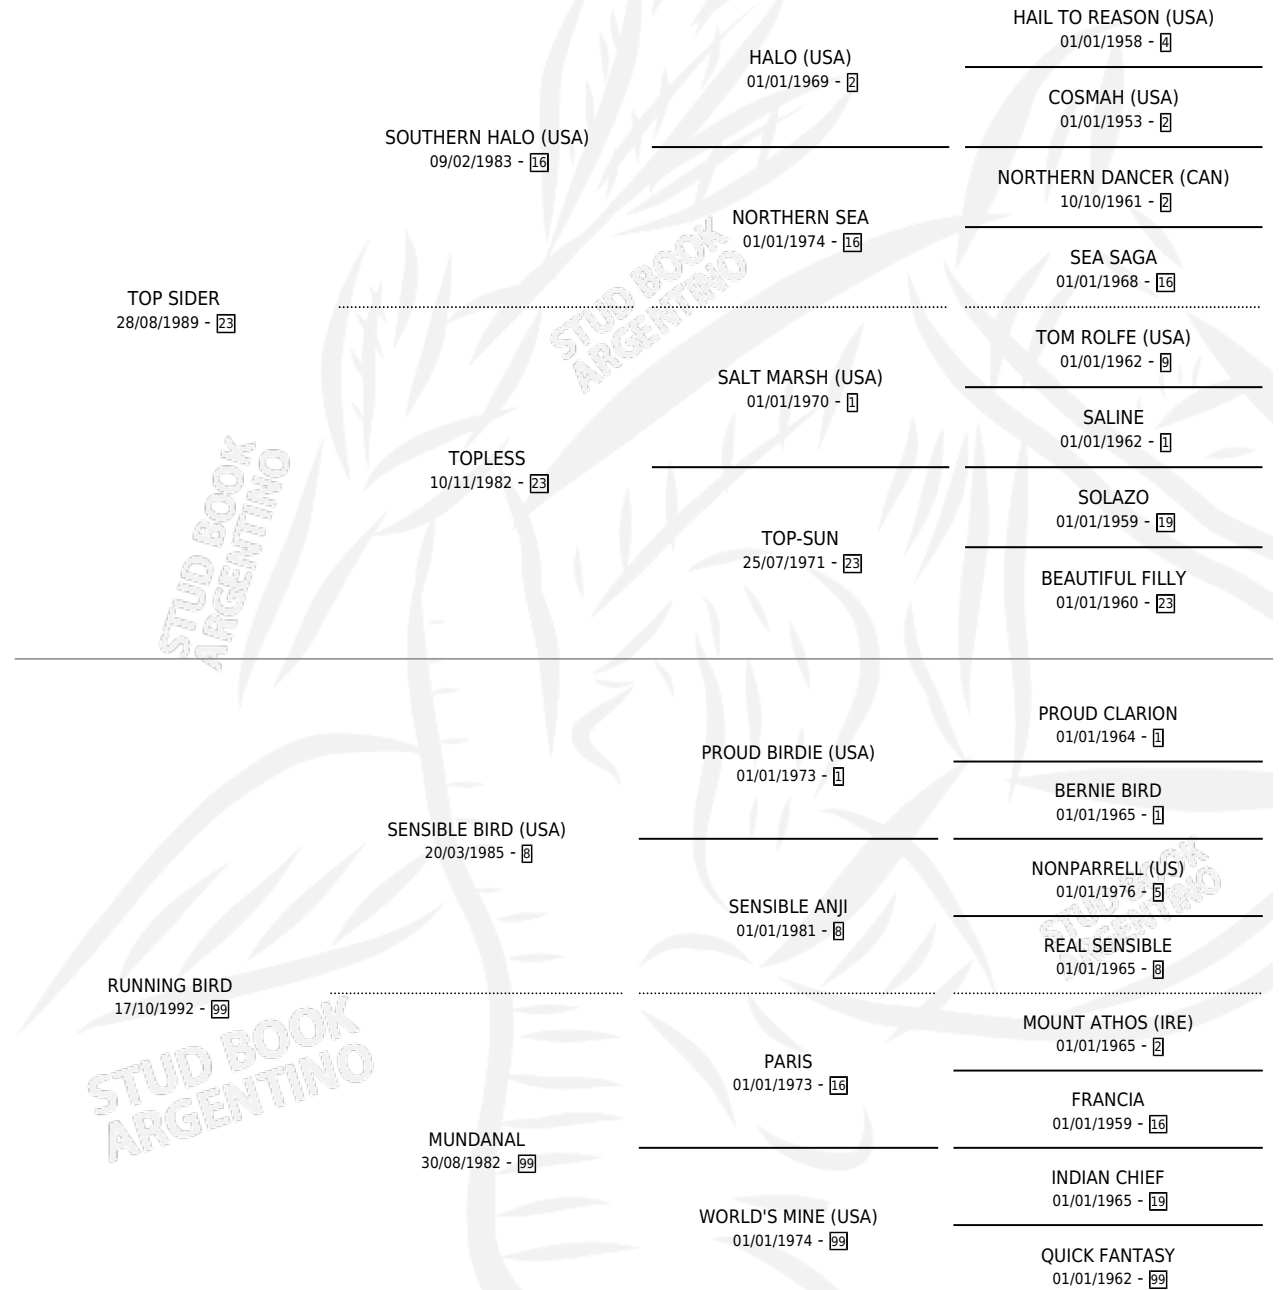 HAIL TO REASON (USA)
01/01/1958 - 4
HALO (USA)
01/01/1969 - 2
COSMAH (USA)
01/01/1953 - 2
SOUTHERN HALO (USA)
09/02/1983 - 16
NORTHERN DANCER (CAN)
10/10/1961 - 2
NORTHERN SEA
01/01/1974 - 16
SEA SAGA
01/01/1968 - 16
STUD BOOK
ARGENTINO
TOP SIDER
28/08/1989 - 23
TOM ROLFE (USA)
01/01/1962 - 9
SALT MARSH (USA)
01/01/1970 - 1
SALINE
01/01/1962 - 1
TOPLESS
10/11/1982 - 23
SOLAZO
01/01/1959 - 19
TOP-SUN
25/07/1971 - 23
BEAUTIFUL FILLY
01/01/1960 - 23
STUD BOOK
ARGENTINO
PROUD CLARION
01/01/1964 - 1
PROUD BIRDIE (USA)
01/01/1973 - 1
BERNIE BIRD
01/01/1965 - 1
SENSIBLE BIRD (USA)
20/03/1985 - 8
NONPARRELL (US)
01/01/1976 - 5
SENSIBLE ANJI
01/01/1981 - 8
STUD BOOK
ARGENTINO
REAL SENSIBLE
01/01/1965 - 8
RUNNING BIRD
17/10/1992 - 99
MOUNT ATHOS (IRE)
01/01/1965 - 2
PARIS
01/01/1973 - 16
FRANCIA
01/01/1959 - 16
STUD BOOK
ARGENTINO
MUNDANAL
30/08/1982 - 99
INDIAN CHIEF
01/01/1965 - 19
WORLD'S MINE (USA)
01/01/1974 - 99
QUICK FANTASY
01/01/1962 - 99